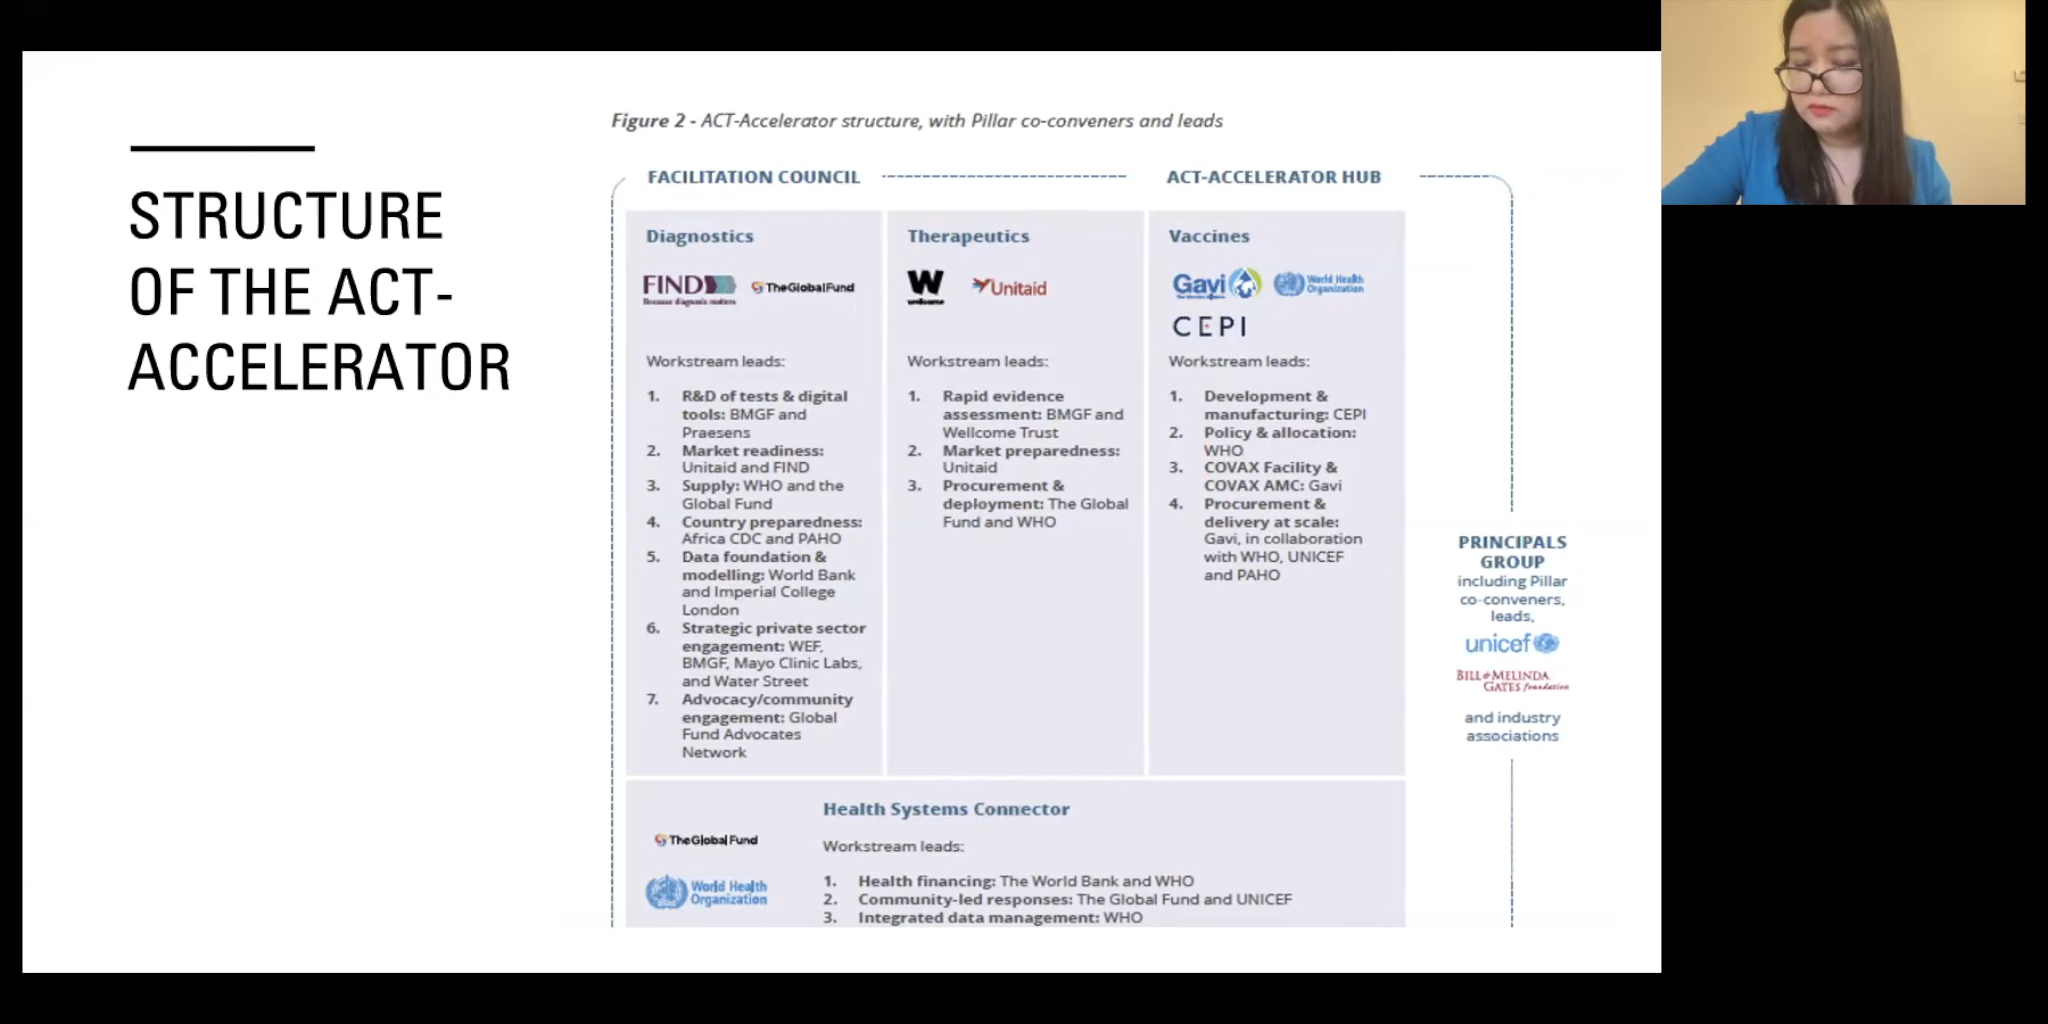 STRUCTURE
OF THE ACT-
ACCELERATOR
Figure 2 - ACT-Accelerator structure, with Pillar co-conveners and leads
FACILITATION COUNCIL
ACT-ACCELERATOR HUB
Diagnostics
FIND
Because diagnosis matters
TheGlobalFund
Workstream leads:
1. R&D of tests & digital
tools: BMGF and
Praesens
2. Market readiness:
Unitaid and FIND
3. Supply: WHO and the
Global Fund
4. Country preparedness:
Africa CDC and PAHO
5. Data foundation &
modelling: World Bank
and Imperial College
London
6. Strategic private sector
engagement: WEF,
BMGF, Mayo Clinic Labs,
and Water Street
7. Advocacy/community
engagement: Global
Fund Advocates
Network
Therapeutics
W
wellcome
Unitaid
Workstream leads:
1. Rapid evidence
assessment: BMGF and
Wellcome Trust
2. Market preparedness:
Unitaid
3. Procurement &
deployment: The Global
Fund and WHO
Vaccines
Gavi
The Vaccine Alliance
World Health
Organization
CEPI
Workstream leads:
1. Development &
manufacturing: CEPI
2. Policy & allocation:
WHO
3. COVAX Facility &
COVAX AMC: Gavi
4. Procurement &
delivery at scale:
Gavi, in collaboration
with WHO, UNICEF
and PAHO
PRINCIPALS
GROUP
including Pillar
co-conveners,
leads,
unicef
BILL & MELINDA
GATES foundation
and industry
associations
TheGlobalFund
World Health
Organization
Health Systems Connector
Workstream leads:
1. Health financing: The World Bank and WHO
2. Community-led responses: The Global Fund and UNICEF
3. Integrated data management: WHO